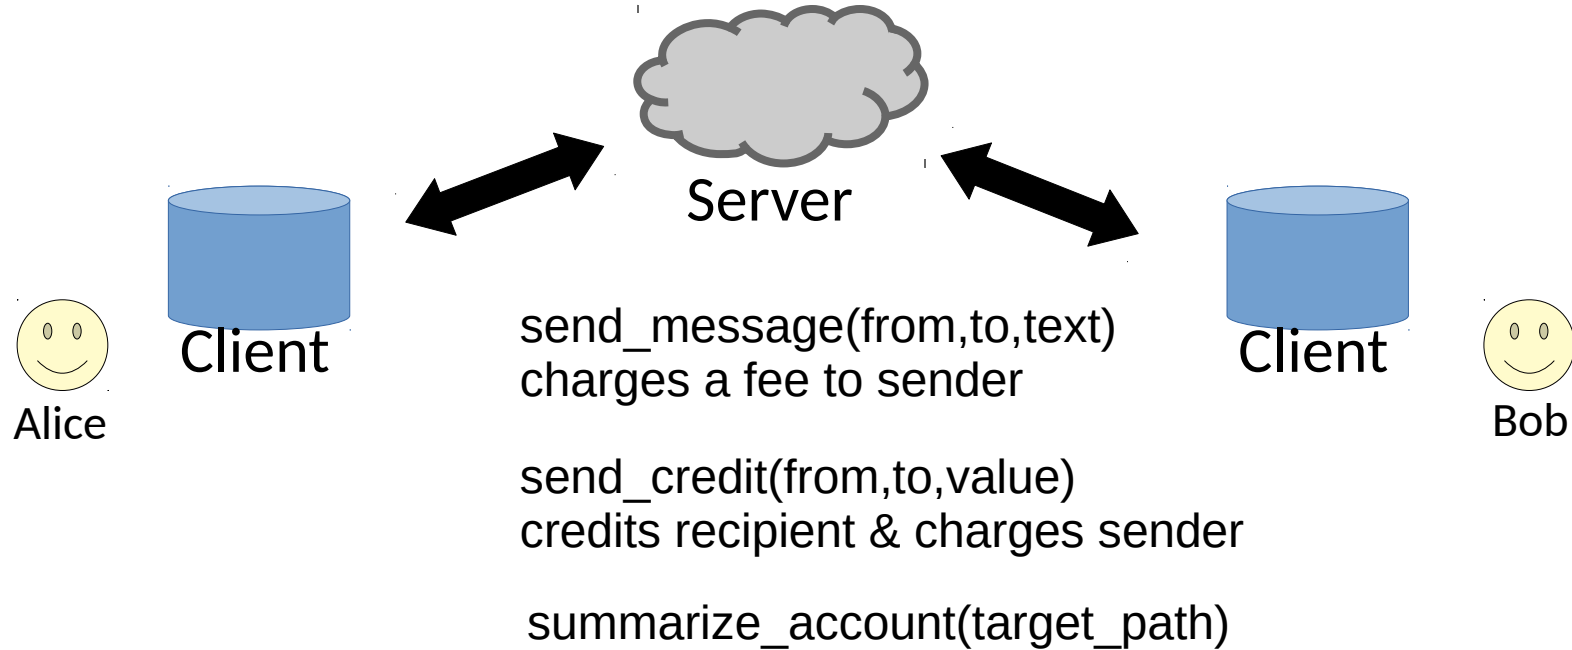 Server
Client
Client
Alice
Bob
send_message(from,to,text)
charges a fee to sender
send_credit(from,to,value)
credits recipient & charges sender
summarize_account(target_path)